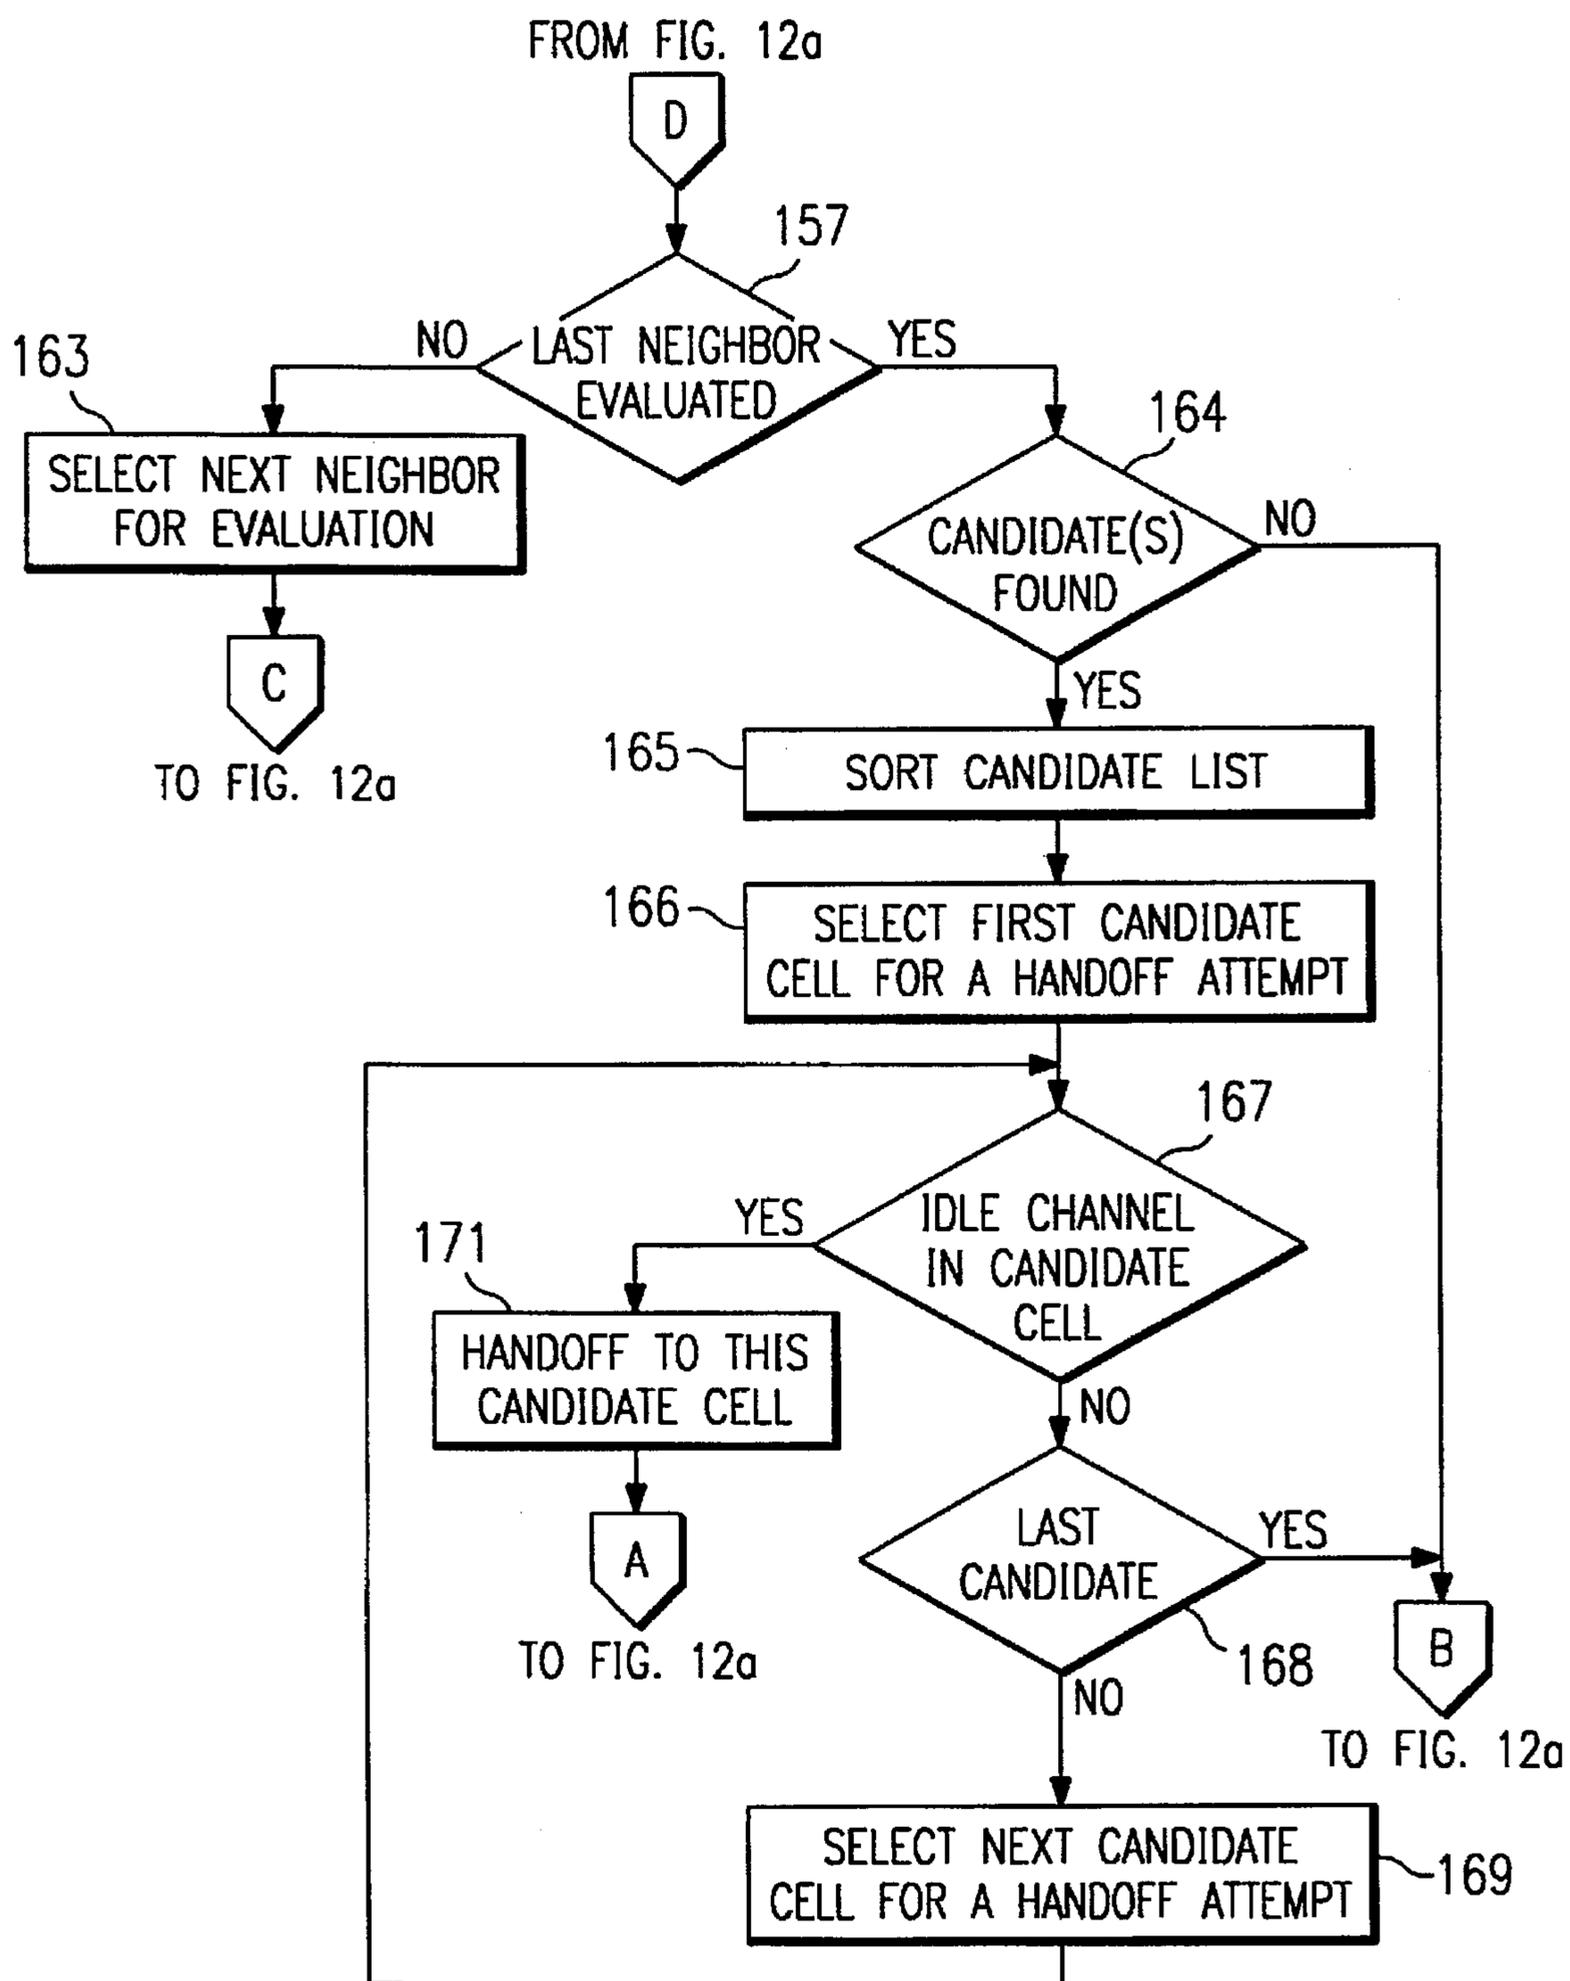 FROM FIG. 12a
D
157
NO
LAST NEIGHBOR
EVALUATED
YES
163
SELECT NEXT NEIGHBOR
FOR EVALUATION
C
TO FIG. 12a
164
CANDIDATE(S)
FOUND
NO
YES
165
SORT CANDIDATE LIST
166
SELECT FIRST CANDIDATE
CELL FOR A HANDOFF ATTEMPT
167
IDLE CHANNEL
IN CANDIDATE
CELL
YES
171
HANDOFF TO THIS
CANDIDATE CELL
A
TO FIG. 12a
NO
LAST
CANDIDATE
YES
168
B
TO FIG. 12a
NO
SELECT NEXT CANDIDATE
CELL FOR A HANDOFF ATTEMPT
169